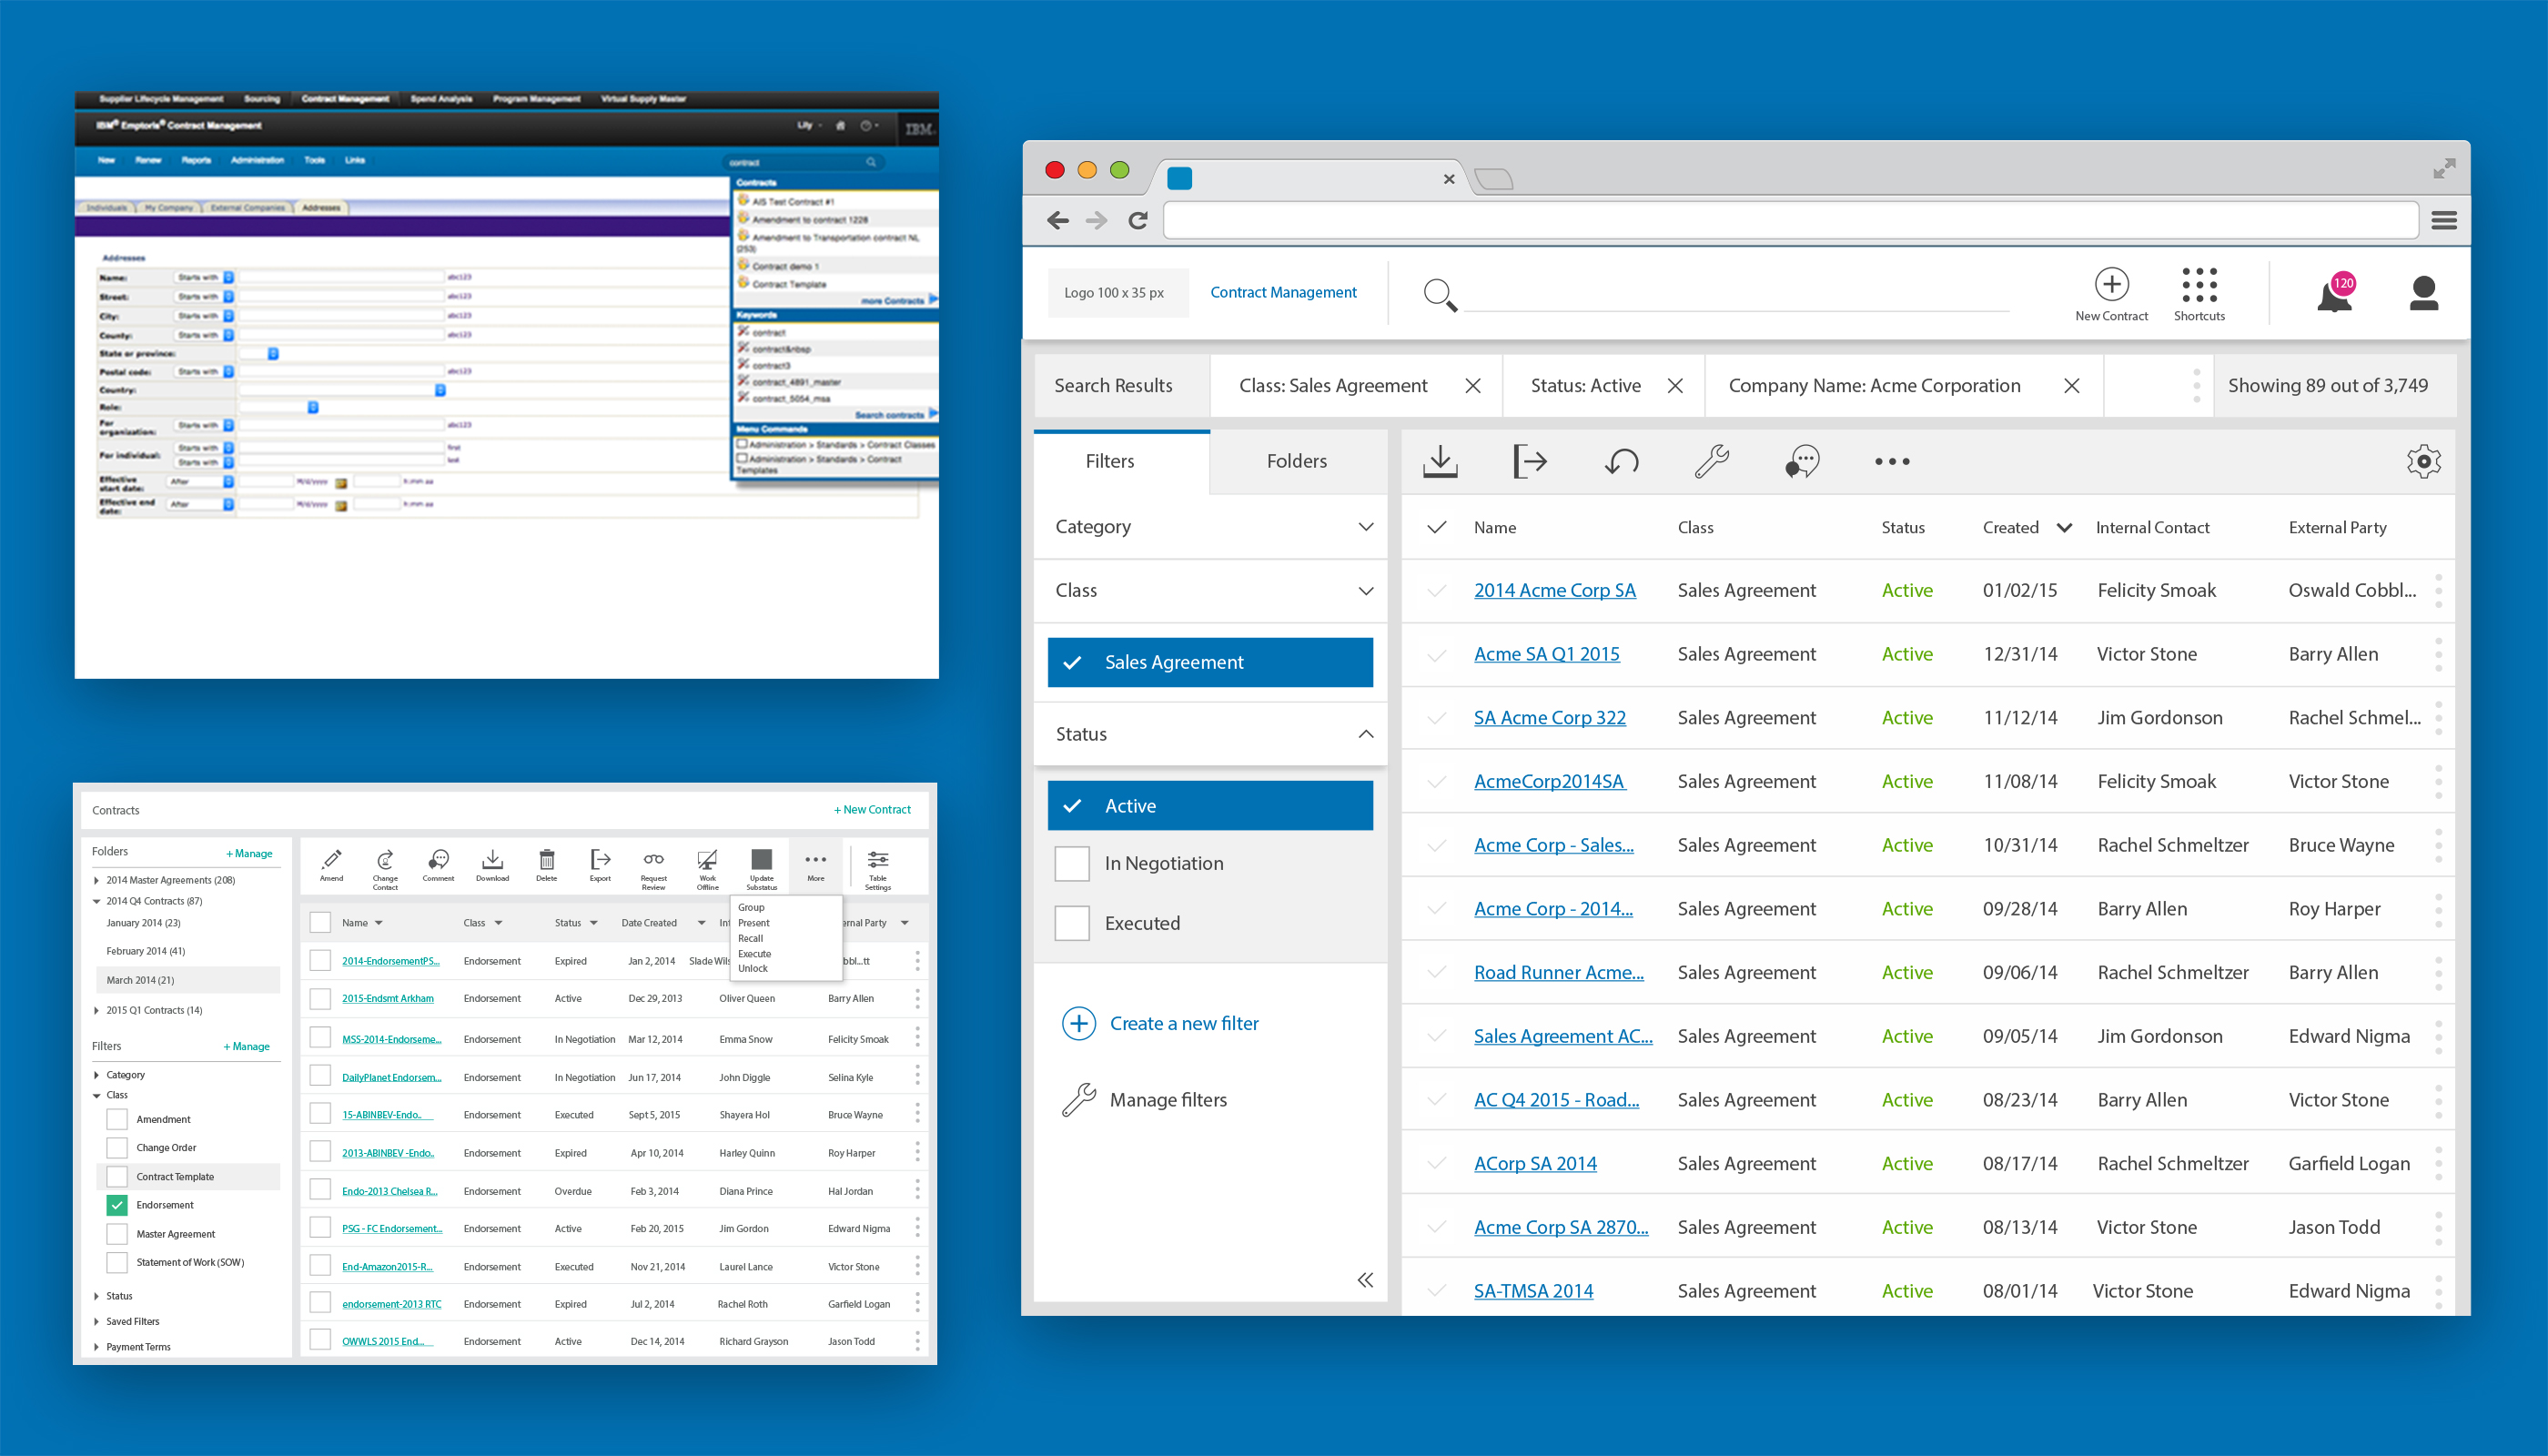 Supplier Lifecycle Management Sourcing Contract Management Spend Analysis Program Management Virtual Supply Master
IBM® Emptoris® Contract Management Lily IBM
New Renew Reports Administration Tools Links contract
Individuals My Company External Companies Addresses
Addresses
Name: Starts with abc123
Street: Starts with abc123
City: Starts with abc123
County: Starts with abc123
State or province:
Postal code: Starts with abc123
Country:
Role:
For organization: Starts with abc123
For individual: Starts with first
Starts with last
Effective start date: After M/d/yyyy h:mm aa
Effective end date: After M/d/yyyy h:mm aa
Contracts
AIS Test Contract #1
Amendment to contract 1228
Amendment to Transportation contract NL
(253)
Contract demo 1
Contract Template
more Contracts
Keywords
contract
contract&nbsp
contract3
contract_4891_master
contract_5054_msa
Search contracts
Menu Commands
Administration > Standards > Contract Classes
Administration > Standards > Contract
Templates
Contracts + New Contract
Folders + Manage
2014 Master Agreements (208)
2014 Q4 Contracts (87)
January 2014 (23)
February 2014 (41)
March 2014 (21)
2015 Q1 Contracts (14)
Filters + Manage
Category
Class
Amendment
Change Order
Contract Template
Endorsement
Master Agreement
Statement of Work (SOW)
Status
Saved Filters
Payment Terms
Amend Change Contact Comment Download Delete Export Request Review Work Offline Update Substatus More Table Settings
Group
Present
Recall
Execute
Unlock
Name Class Status Date Created Int rnal Party
2014-EndorsementPS... Endorsement Expired Jan 2, 2014 Slade Wils bbl...tt
2015-Endsmt Arkham Endorsement Active Dec 29, 2013 Oliver Queen Barry Allen
MSS-2014-Endorseme... Endorsement In Negotiation Mar 12, 2014 Emma Snow Felicity Smoak
DailyPlanet Endorsem... Endorsement In Negotiation Jun 17, 2014 John Diggle Selina Kyle
15-ABINBEV-Endo.. Endorsement Executed Sept 5, 2015 Shayera Hol Bruce Wayne
2013-ABINBEV -Endo.. Endorsement Expired Apr 10, 2014 Harley Quinn Roy Harper
Endo-2013 Chelsea R... Endorsement Overdue Feb 3, 2014 Diana Prince Hal Jordan
PSG - FC Endorsement... Endorsement Active Feb 20, 2015 Jim Gordon Edward Nigma
End-Amazon2015-R... Endorsement Executed Nov 21, 2014 Laurel Lance Victor Stone
endorsement-2013 RTC Endorsement Expired Jul 2, 2014 Rachel Roth Garfield Logan
OWWLS 2015 End... Endorsement Active Dec 14, 2014 Richard Grayson Jason Todd
Logo 100 x 35 px Contract Management New Contract Shortcuts 120
Search Results Class: Sales Agreement Status: Active Company Name: Acme Corporation Showing 89 out of 3,749
Filters Folders
Category
Class
Sales Agreement
Status
Active
In Negotiation
Executed
Create a new filter
Manage filters
Name Class Status Created Internal Contact External Party
2014 Acme Corp SA Sales Agreement Active 01/02/15 Felicity Smoak Oswald Cobbl...
Acme SA Q1 2015 Sales Agreement Active 12/31/14 Victor Stone Barry Allen
SA Acme Corp 322 Sales Agreement Active 11/12/14 Jim Gordonson Rachel Schmel...
AcmeCorp2014SA Sales Agreement Active 11/08/14 Felicity Smoak Victor Stone
Acme Corp - Sales... Sales Agreement Active 10/31/14 Rachel Schmeltzer Bruce Wayne
Acme Corp - 2014... Sales Agreement Active 09/28/14 Barry Allen Roy Harper
Road Runner Acme... Sales Agreement Active 09/06/14 Rachel Schmeltzer Barry Allen
Sales Agreement AC... Sales Agreement Active 09/05/14 Jim Gordonson Edward Nigma
AC Q4 2015 - Road... Sales Agreement Active 08/23/14 Barry Allen Victor Stone
ACorp SA 2014 Sales Agreement Active 08/17/14 Rachel Schmeltzer Garfield Logan
Acme Corp SA 2870... Sales Agreement Active 08/13/14 Victor Stone Jason Todd
SA-TMSA 2014 Sales Agreement Active 08/01/14 Victor Stone Edward Nigma